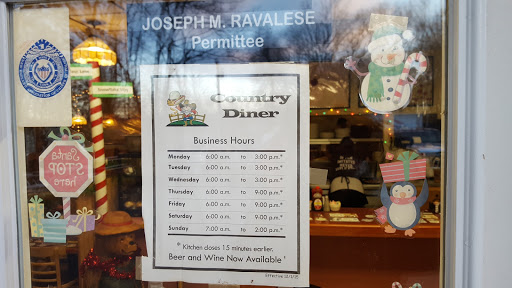 JOSEPH M. RAVALESE
Permittee
Country
Diner
Business Hours
Monday 6:00 a.m. to 3:00 p.m.*
Tuesday 6:00 a.m. to 3:00 p.m.*
Wednesday 6:00 a.m. to 3:00 p.m.*
Thursday 6:00 a.m. to 9:00 p.m.*
Friday 6:00 a.m. to 9:00 p.m.*
Saturday 6:00 a.m. to 9:00 p.m.*
Sunday 7:00 a.m. to 2:00 p.m.*
* Kitchen closes 15 minutes earlier.
Beer and Wine Now Available
Santa
STOP
here